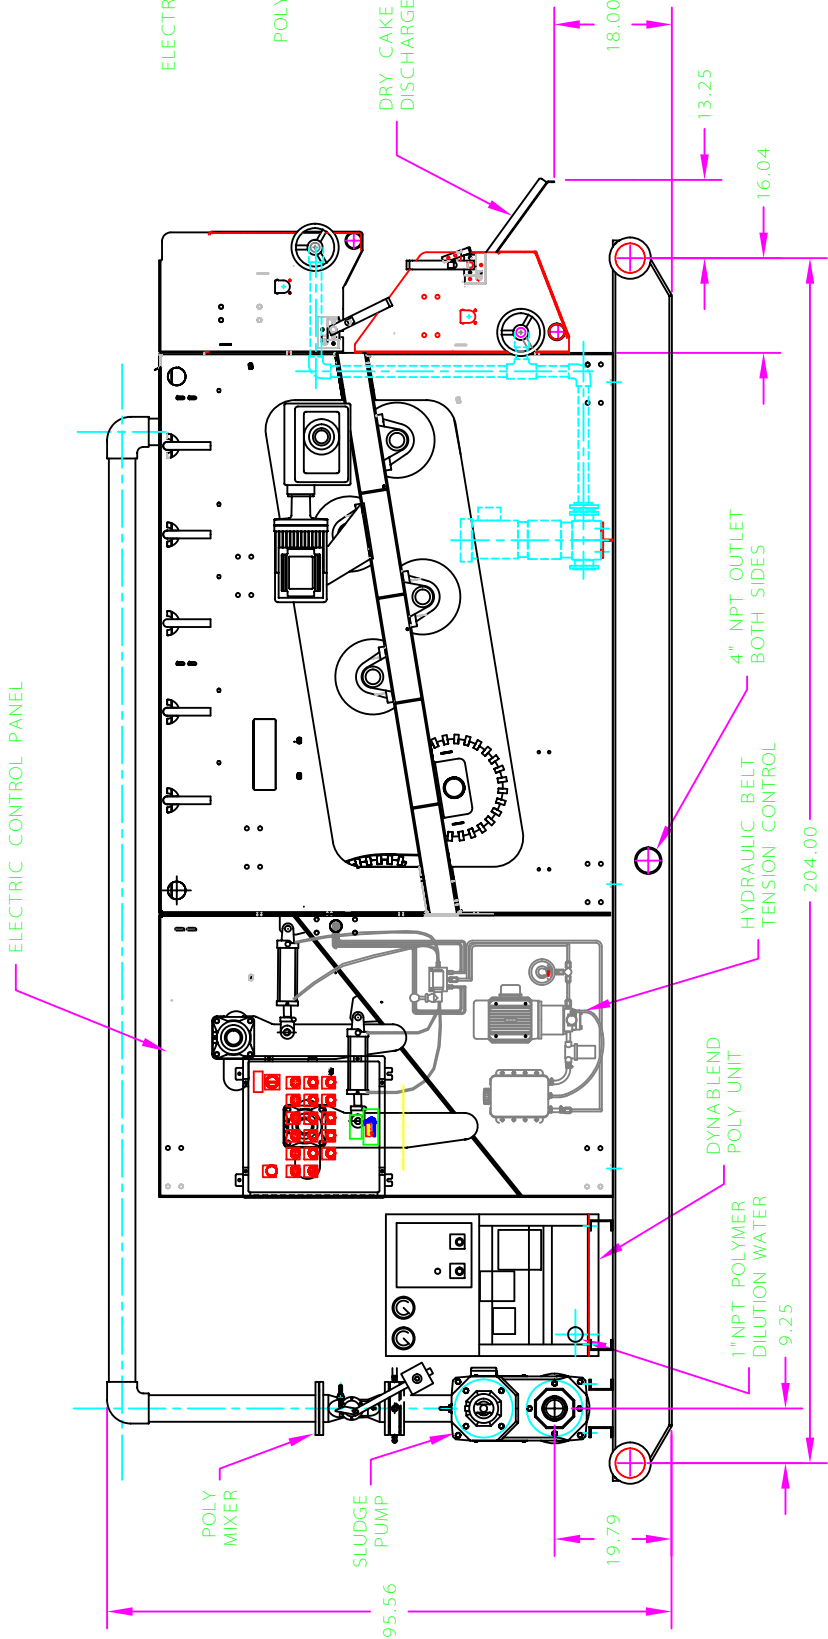 ELECTR
POLY
DRY CAKE
DISCHARGE
18.00
13.25
16.04
4" NPT OUTLET
BOTH SIDES
ELECTRIC CONTROL PANEL
HYDRAULIC BELT
TENSION CONTROL
204.00
DYNABLEND
POLY UNIT
1"NPT POLYMER
DILUTION WATER
9.25
POLY
MIXER
SLUDGE
PUMP
19.79
95.56